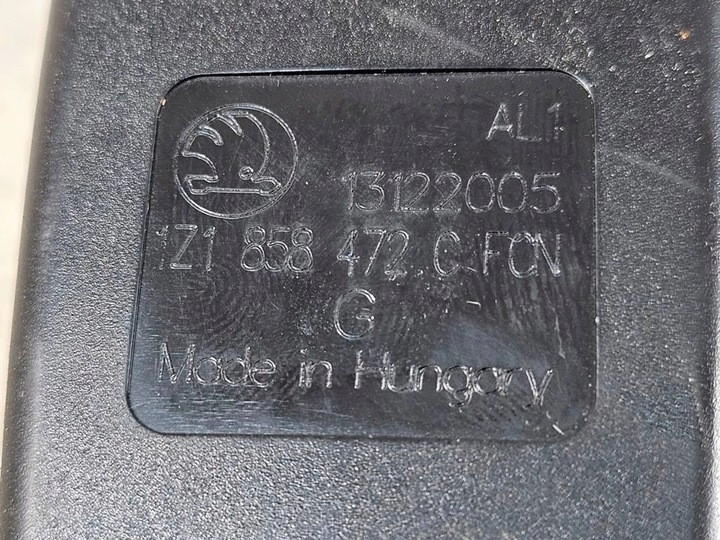 AL1
13122005
1Z1 858 472 C FCN
G
Made in Hungary